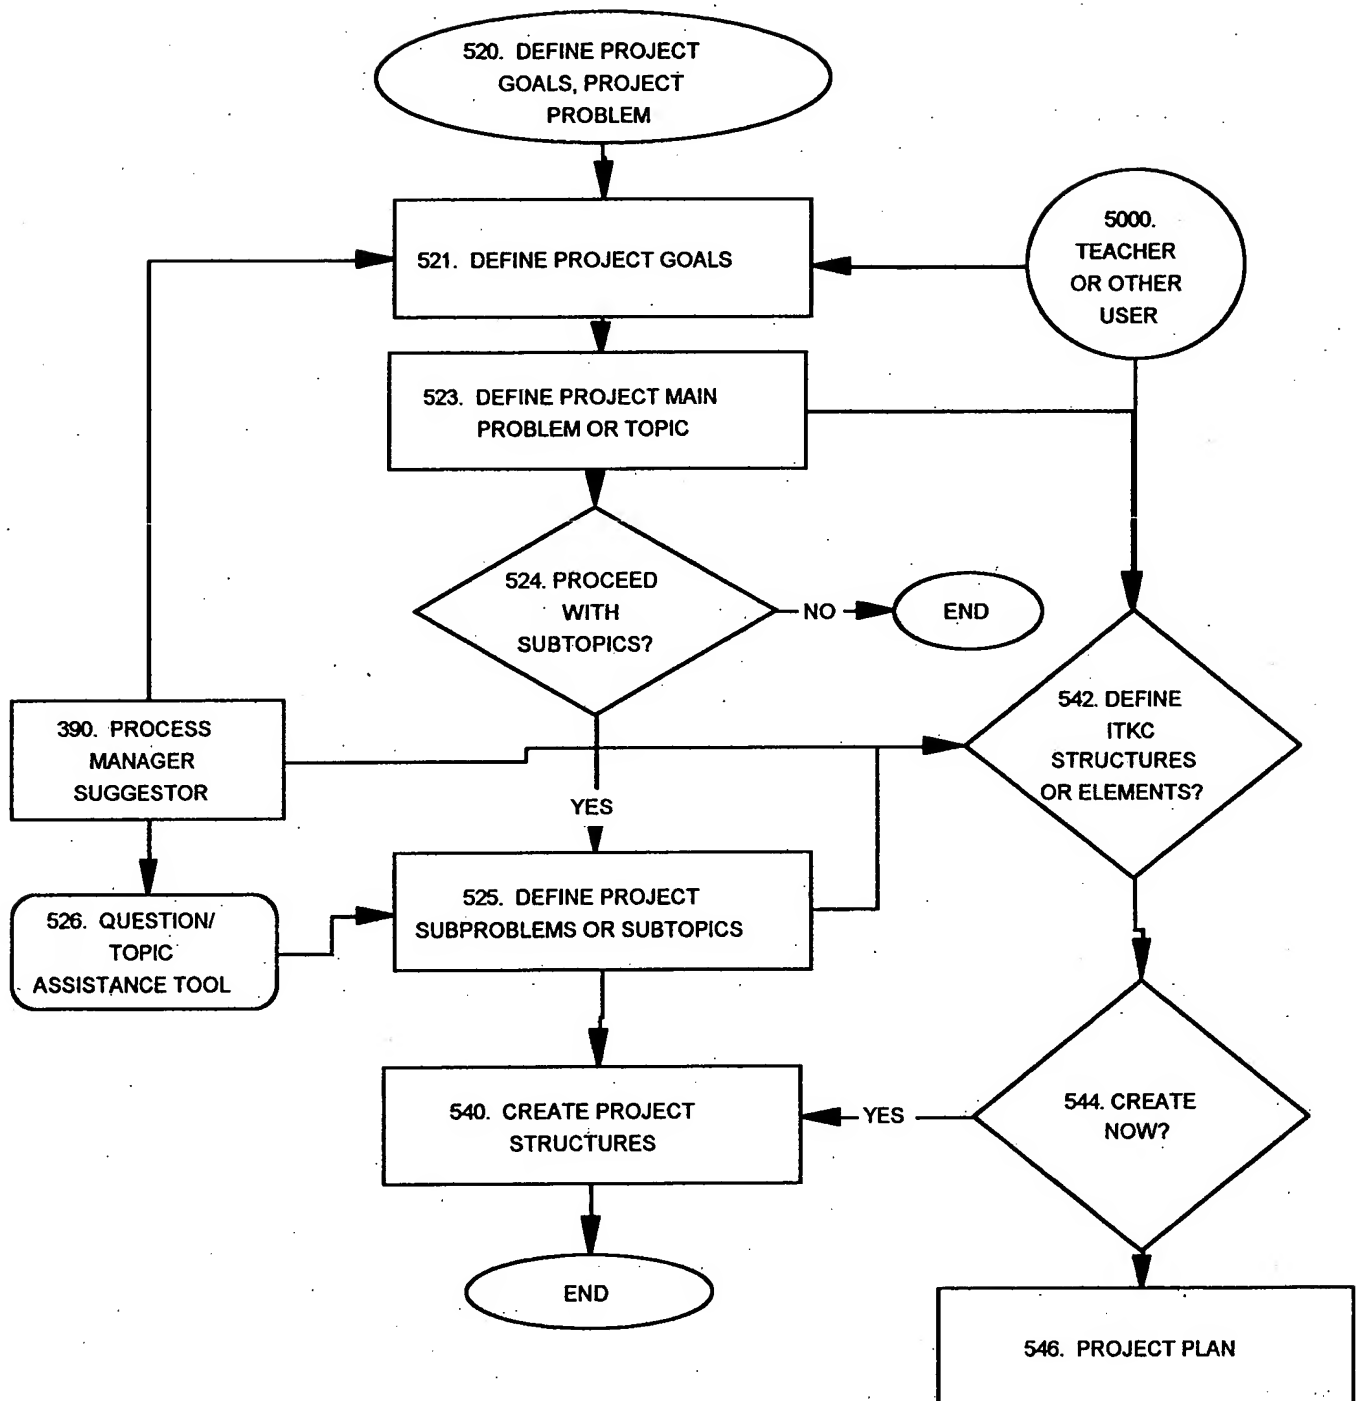 520. DEFINE PROJECT
GOALS, PROJECT
PROBLEM
5000.
TEACHER
OR OTHER
USER
521. DEFINE PROJECT GOALS
523. DEFINE PROJECT MAIN
PROBLEM OR TOPIC
524. PROCEED
WITH
SUBTOPICS?
NO
END
542. DEFINE
ITKC
STRUCTURES
OR ELEMENTS?
390. PROCESS
MANAGER
SUGGESTOR
YES
525. DEFINE PROJECT
SUBPROBLEMS OR SUBTOPICS
526. QUESTION/
TOPIC
ASSISTANCE TOOL
540. CREATE PROJECT
STRUCTURES
YES
544. CREATE
NOW?
END
546. PROJECT PLAN